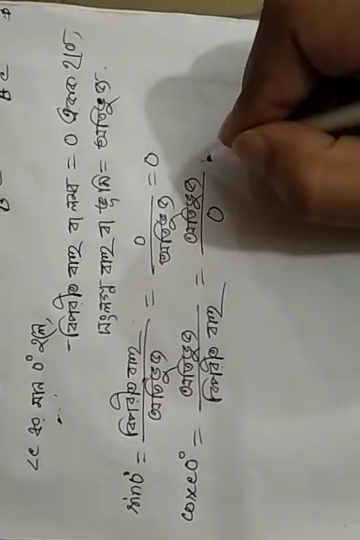 <c এর মান 0° হলে,
- বিপরীত বাহু বা লম্ব = 0 একক হবে,
সংলগ্ন বাহু বা ভূমি = অতিভুজ.
sin0° = বিপরীত বাহু / অতিভুজ = 0 / অতিভুজ = 0
cosec0° = অতিভুজ / বিপরীত বাহু = অতিভুজ / 0